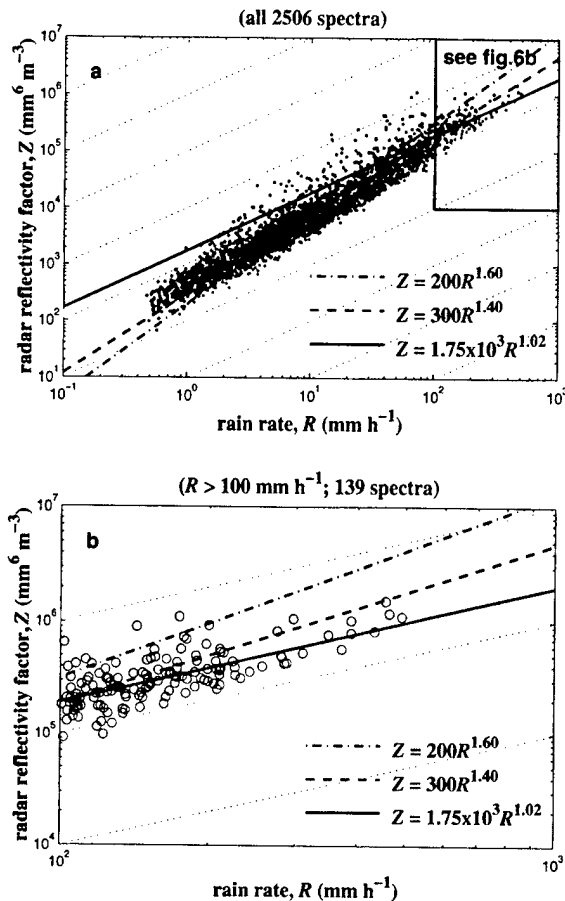 (all 2506 spectra)
10^7
10^6
10^5
10^4
10^3
10^2
10^1
radar reflectivity factor, Z (mm^6 m^−3)
a
see fig.6b
Z = 200R^1.60
Z = 300R^1.40
Z = 1.75x10^3R^1.02
10^−1
10^0
10^1
10^2
10^3
rain rate, R (mm h^−1)
(R > 100 mm h^−1; 139 spectra)
10^7
10^6
10^5
10^4
radar reflectivity factor, Z (mm^6 m^−3)
b
Z = 200R^1.60
Z = 300R^1.40
Z = 1.75x10^3R^1.02
10^2
10^3
rain rate, R (mm h^−1)